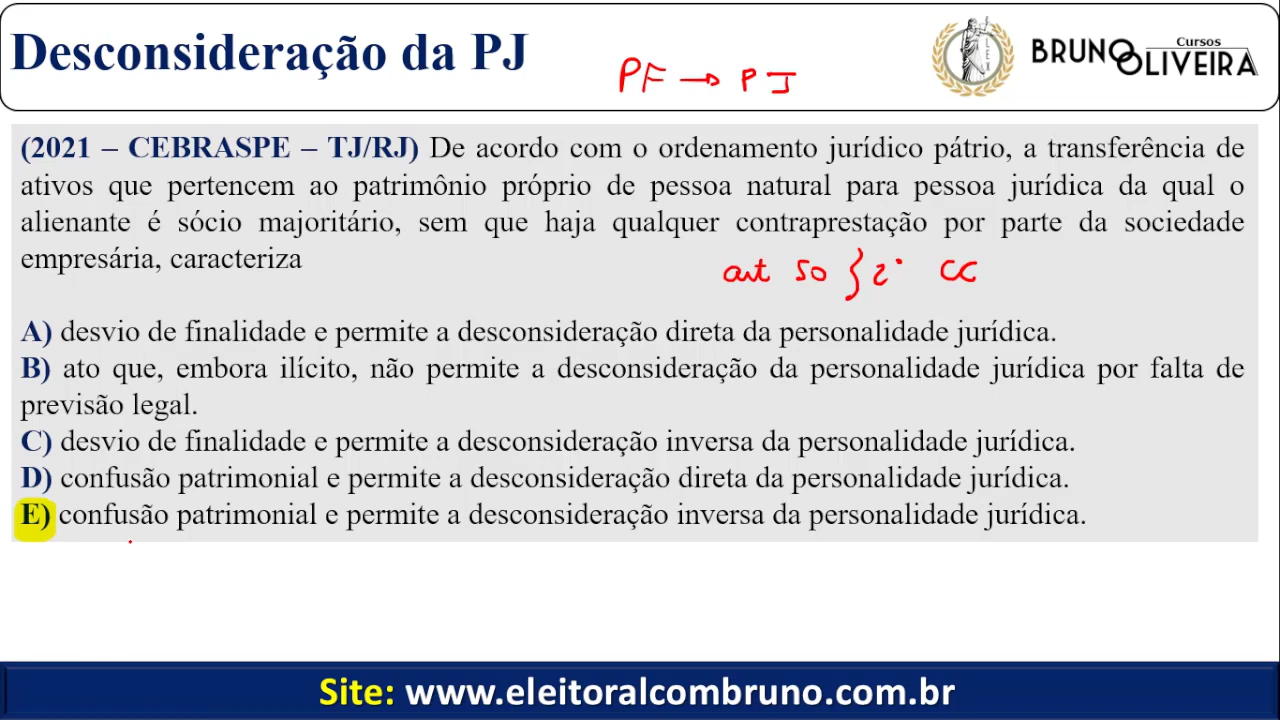 Desconsideração da PJ
PF → PJ
Cursos
BRUNO OLIVEIRA
(2021 – CEBRASPE – TJ/RJ) De acordo com o ordenamento jurídico pátrio, a transferência de
ativos que pertencem ao patrimônio próprio de pessoa natural para pessoa jurídica da qual o
alienante é sócio majoritário, sem que haja qualquer contraprestação por parte da sociedade
empresária, caracteriza
art 50 } 2° CC
A) desvio de finalidade e permite a desconsideração direta da personalidade jurídica.
B) ato que, embora ilícito, não permite a desconsideração da personalidade jurídica por falta de
previsão legal.
C) desvio de finalidade e permite a desconsideração inversa da personalidade jurídica.
D) confusão patrimonial e permite a desconsideração direta da personalidade jurídica.
E) confusão patrimonial e permite a desconsideração inversa da personalidade jurídica.
Site: www.eleitoralcombruno.com.br